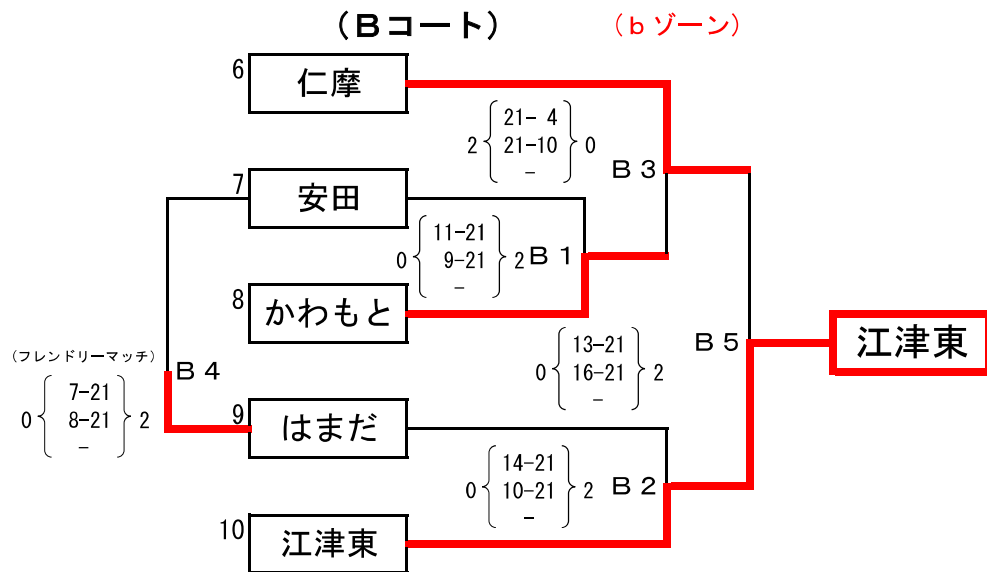 (Bコート)
(bゾーン)
6 仁摩
2 { 21- 4 } 0
21-10
-
B3
7 安田
0 { 11-21 } 2
9-21
-
B1
8 かわもと
(フレンドリーマッチ)
0 { 7-21 } 2
8-21
-
B4
0 { 13-21 } 2
16-21
-
B5
江津東
9 はまだ
0 { 14-21 } 2
10-21
-
B2
10 江津東